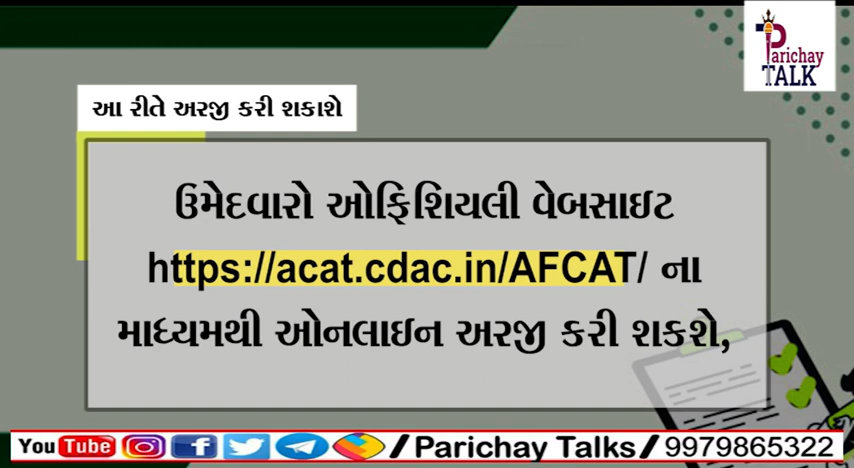 Parichay
TALK
આ રીતે અરજી કરી શકાશે
ઉમેદવારો ઓફિશિયલી વેબસાઇટ
https://acat.cdac.in/AFCAT/ ના
માધ્યમથી ઓનલાઇન અરજી કરી શકશે,
YouTube /Parichay Talks/9979865322